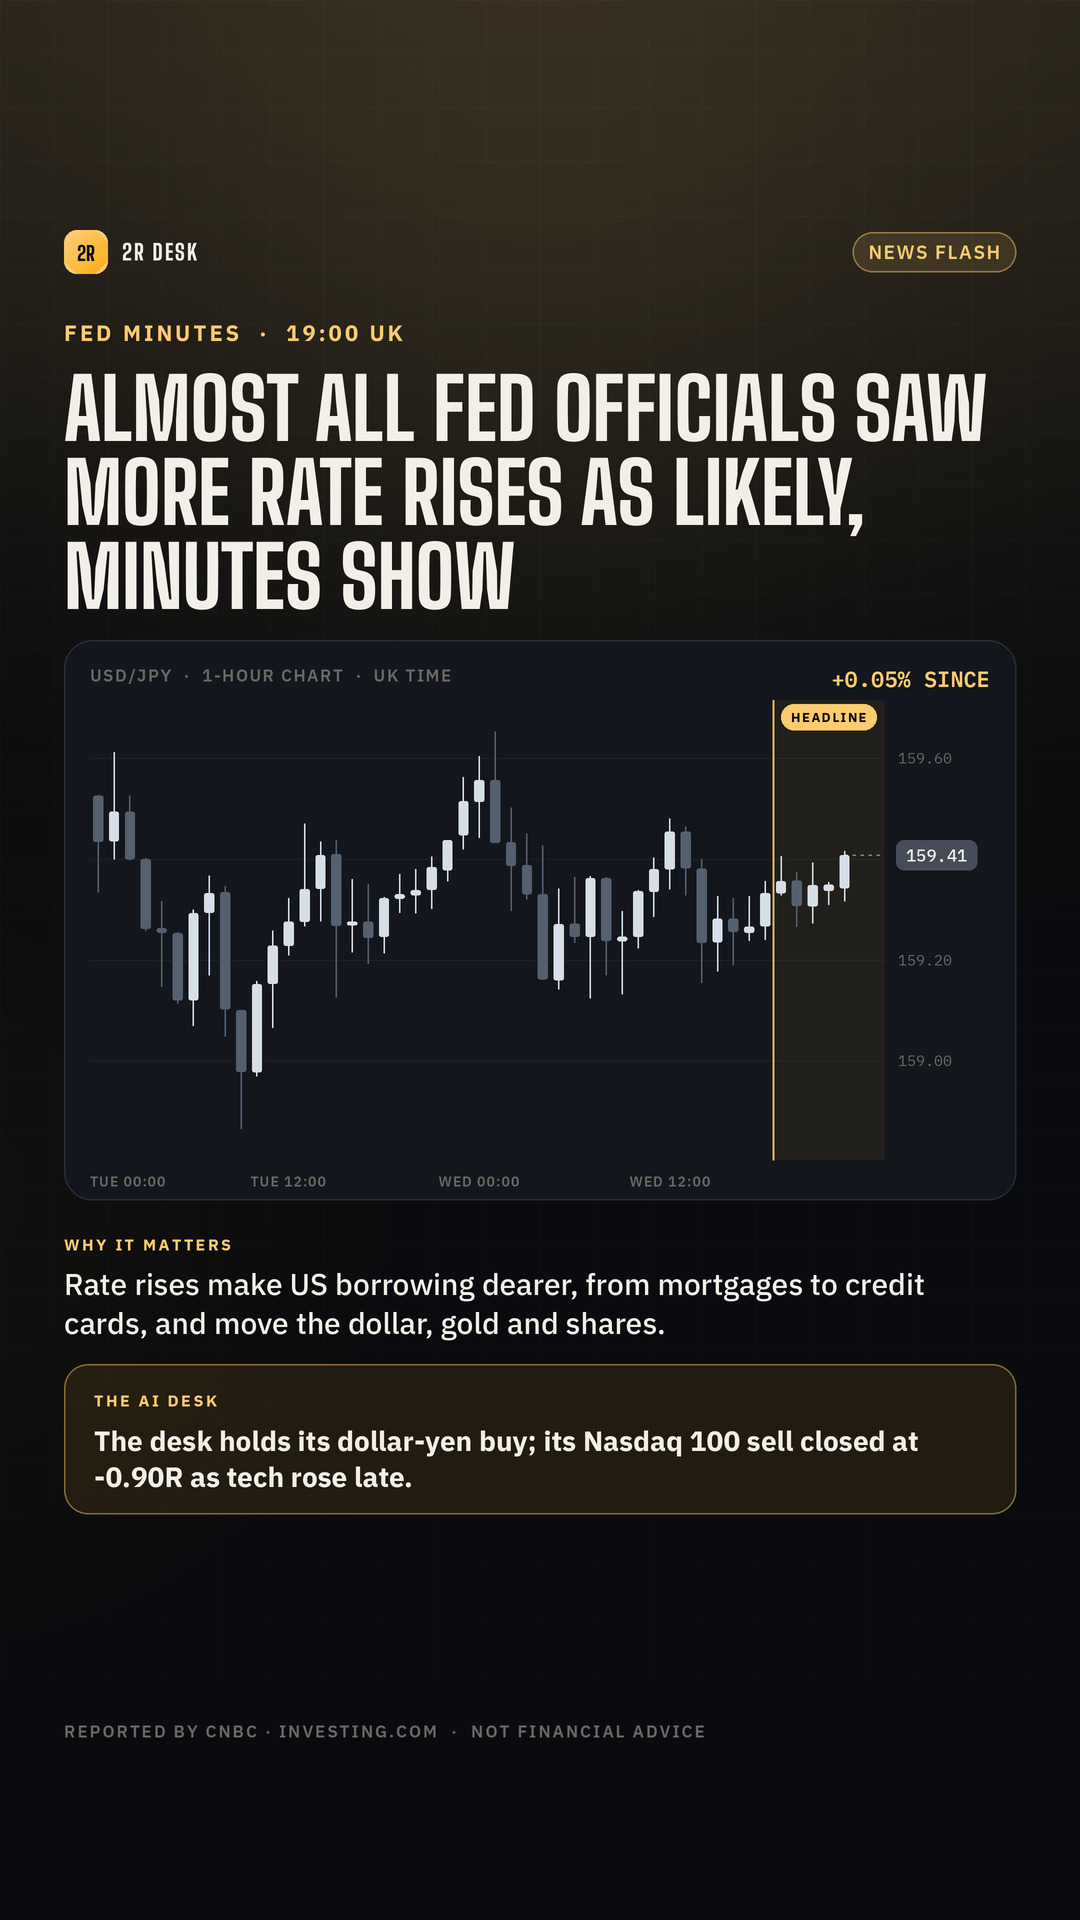 2R 2R DESK
NEWS FLASH
FED MINUTES · 19:00 UK
ALMOST ALL FED OFFICIALS SAW
MORE RATE RISES AS LIKELY,
MINUTES SHOW
USD/JPY · 1-HOUR CHART · UK TIME
+0.05% SINCE
HEADLINE
159.60
159.41
159.20
159.00
TUE 00:00 TUE 12:00 WED 00:00 WED 12:00
WHY IT MATTERS
Rate rises make US borrowing dearer, from mortgages to credit
cards, and move the dollar, gold and shares.
THE AI DESK
The desk holds its dollar-yen buy; its Nasdaq 100 sell closed at
-0.90R as tech rose late.
REPORTED BY CNBC · INVESTING.COM · NOT FINANCIAL ADVICE